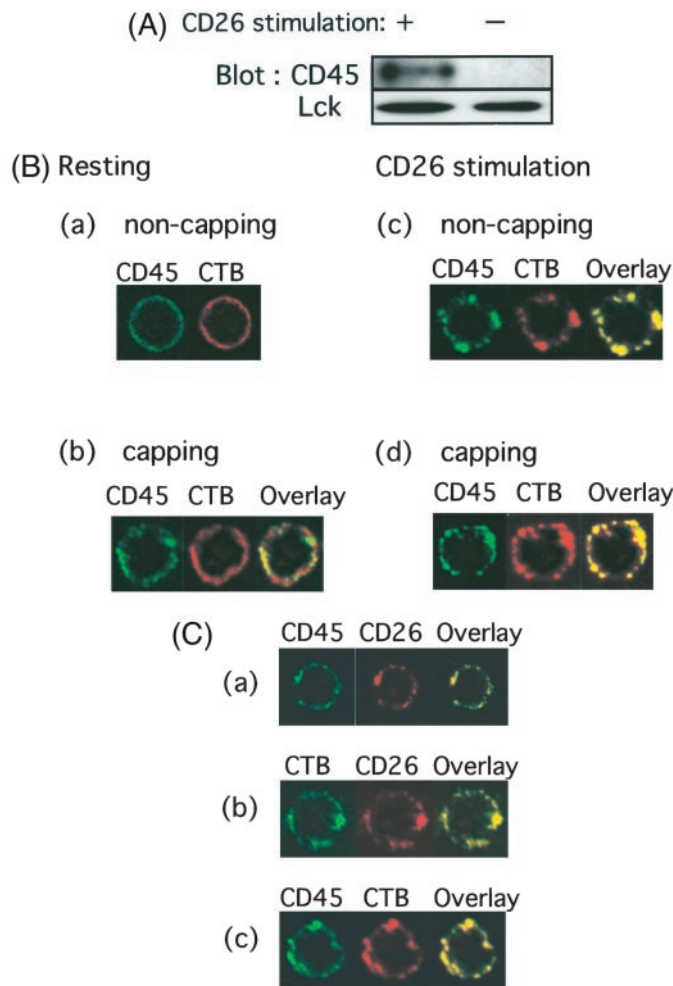 (A) CD26 stimulation: + −
Blot : CD45
Lck
(B) Resting CD26 stimulation
(a) non-capping (c) non-capping
CD45 CTB CD45 CTB Overlay
(b) capping (d) capping
CD45 CTB Overlay CD45 CTB Overlay
(C) CD45 CD26 Overlay
(a)
CTB CD26 Overlay
(b)
CD45 CTB Overlay
(c)